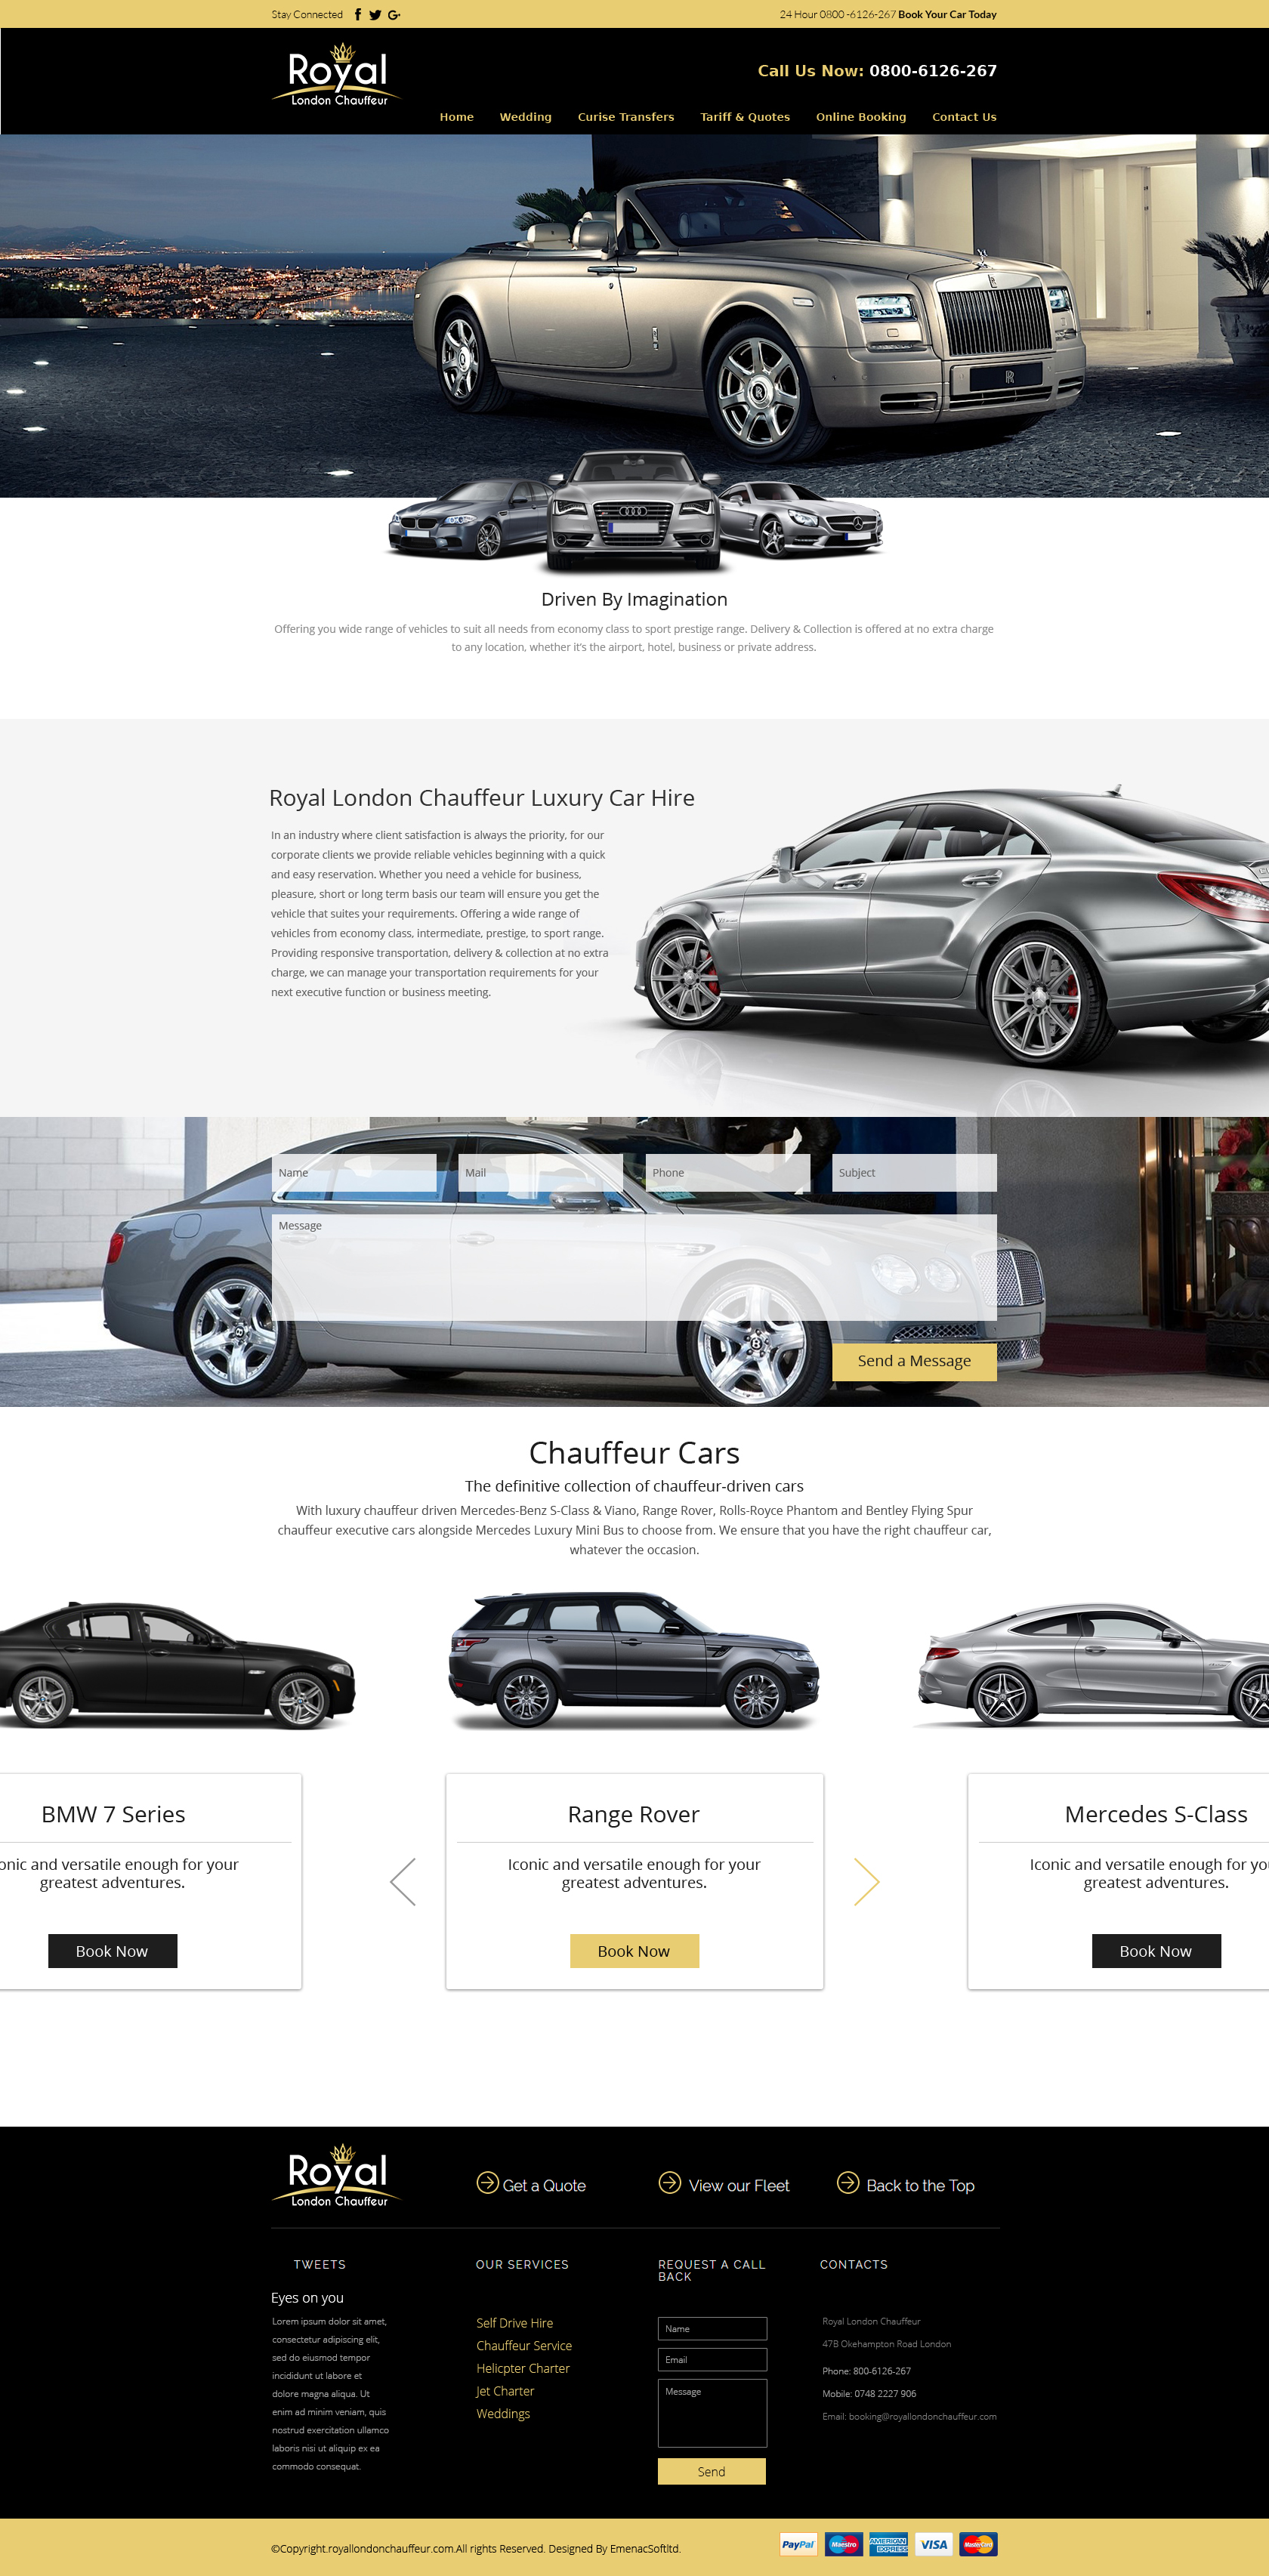 Stay Connected
24 Hour 0800 -6126-267 Book Your Car Today
Royal
London Chauffeur
Call Us Now: 0800-6126-267
Home Wedding Curise Transfers Tariff & Quotes Online Booking Contact Us
Driven By Imagination
Offering you wide range of vehicles to suit all needs from economy class to sport prestige range. Delivery & Collection is offered at no extra charge
to any location, whether it's the airport, hotel, business or private address.
Royal London Chauffeur Luxury Car Hire
In an industry where client satisfaction is always the priority, for our
corporate clients we provide reliable vehicles beginning with a quick
and easy reservation. Whether you need a vehicle for business,
pleasure, short or long term basis our team will ensure you get the
vehicle that suites your requirements. Offering a wide range of
vehicles from economy class, intermediate, prestige, to sport range.
Providing responsive transportation, delivery & collection at no extra
charge, we can manage your transportation requirements for your
next executive function or business meeting.
Name Mail Phone Subject
Message
Send a Message
Chauffeur Cars
The definitive collection of chauffeur-driven cars
With luxury chauffeur driven Mercedes-Benz S-Class & Viano, Range Rover, Rolls-Royce Phantom and Bentley Flying Spur
chauffeur executive cars alongside Mercedes Luxury Mini Bus to choose from. We ensure that you have the right chauffeur car,
whatever the occasion.
BMW 7 Series
onic and versatile enough for your
greatest adventures.
Book Now
Range Rover
Iconic and versatile enough for your
greatest adventures.
Book Now
Mercedes S-Class
Iconic and versatile enough for yo
greatest adventures.
Book Now
Royal
London Chauffeur
Get a Quote View our Fleet Back to the Top
TWEETS
Eyes on you
Lorem ipsum dolor sit amet,
consectetur adipiscing elit,
sed do eiusmod tempor
incididunt ut labore et
dolore magna aliqua. Ut
enim ad minim veniam, quis
nostrud exercitation ullamco
laboris nisi ut aliquip ex ea
commodo consequat.
OUR SERVICES
Self Drive Hire
Chauffeur Service
Helicpter Charter
Jet Charter
Weddings
REQUEST A CALL
BACK
Name
Email
Message
Send
CONTACTS
Royal London Chauffeur
47B Okehampton Road London
Phone: 800-6126-267
Mobile: 0748 2227 906
Email: booking@royallondonchauffeur.com
©Copyright.royallondonchauffeur.com.All rights Reserved. Designed By EmenacSoftltd.
PayPal Maestro AMERICAN EXPRESS VISA MasterCard